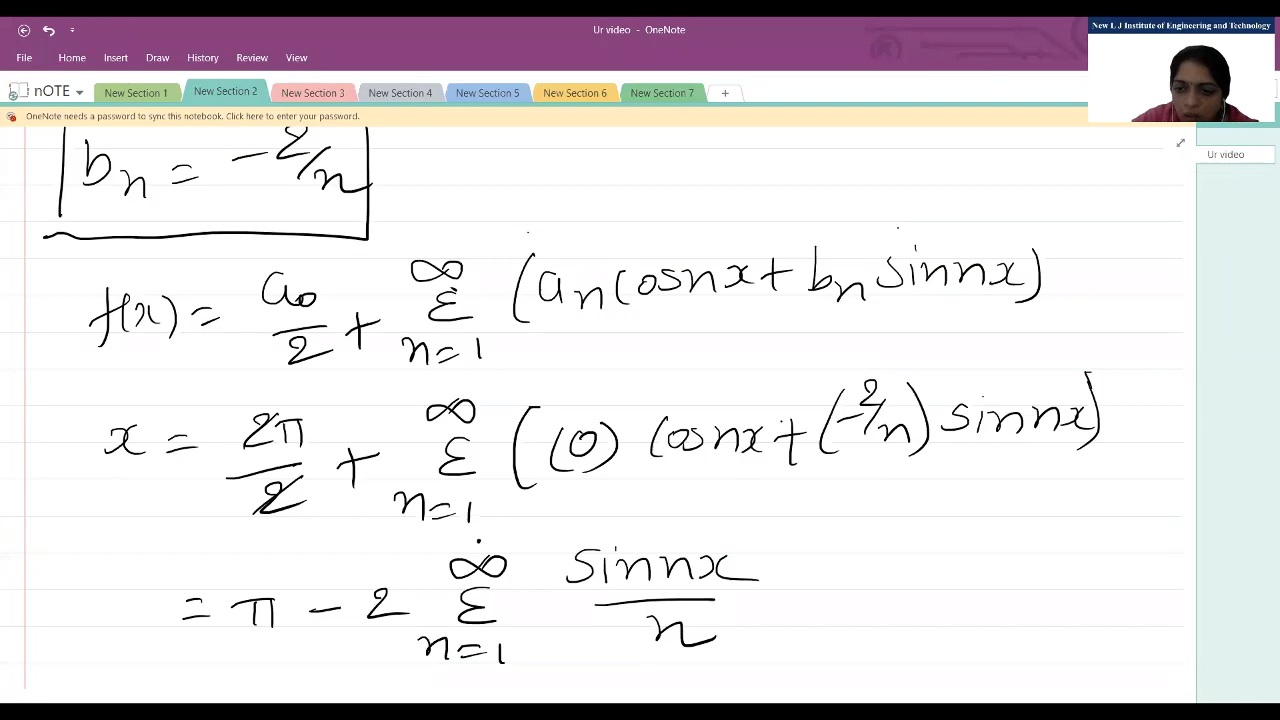 New L J Institute of Engineering and Technology
Ur video - OneNote
File Home Insert Draw History Review View
nOTE New Section 1 New Section 2 New Section 3 New Section 4 New Section 5 New Section 6 New Section 7 +
OneNote needs a password to sync this notebook. Click here to enter your password.
Ur video
bn = -2/n
f(x) = a0/2 + Σ n=1 ∞ (an cosnx + bn sinnx)
x = 2π/2 + Σ n=1 ∞ ((0) cosnx + (-2/n) sinnx)
= π - 2 Σ n=1 ∞ sinnx/n